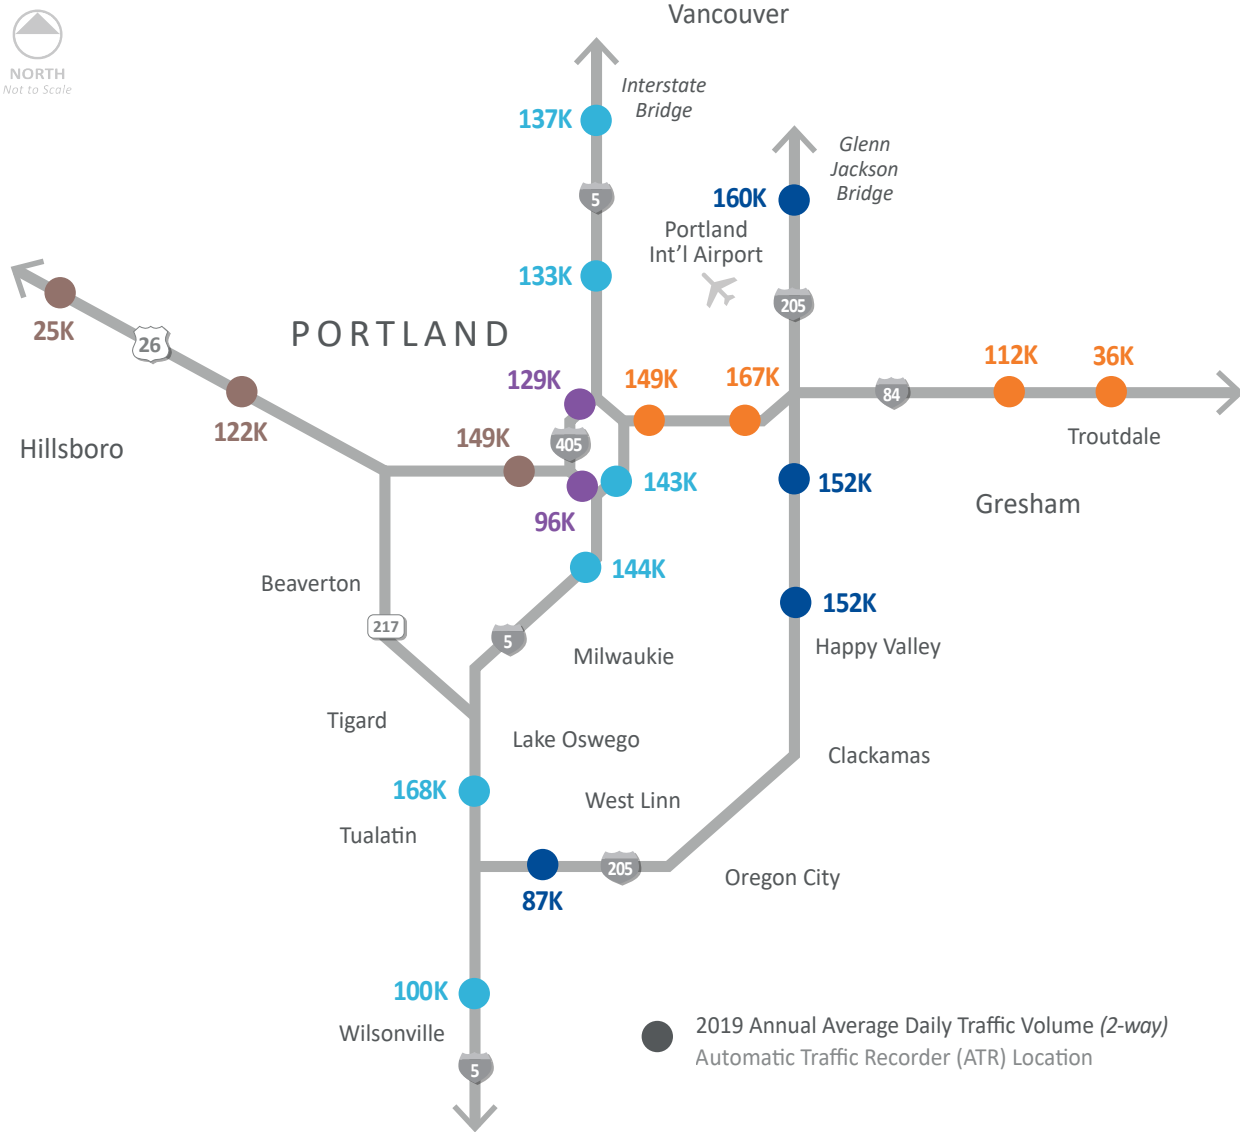 Vancouver
NORTH
Not to Scale
Interstate
Bridge
137K
Glenn
Jackson
Bridge
5
160K
Portland
Int'l Airport
133K
205
25K
26
PORTLAND
129K
149K
167K
112K
36K
84
122K
149K
405
Troutdale
Hillsboro
143K
152K
96K
Gresham
144K
Beaverton
152K
217
5
Happy Valley
Milwaukie
Tigard
Lake Oswego
Clackamas
168K
West Linn
Tualatin
205
Oregon City
87K
100K
Wilsonville
2019 Annual Average Daily Traffic Volume (2-way)
Automatic Traffic Recorder (ATR) Location
5